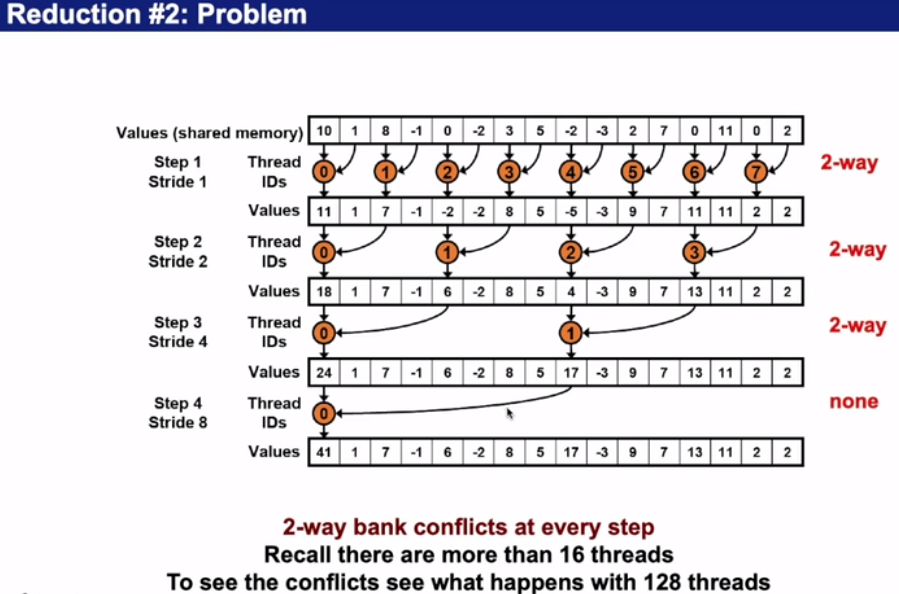 Reduction #2: Problem
Values (shared memory) 10 1 8 -1 0 -2 3 5 -2 -3 2 7 0 11 0 2
Step 1 Stride 1 Thread IDs 0 1 2 3 4 5 6 7 2-way
Values 11 1 7 -1 -2 -2 8 5 -5 -3 9 7 11 11 2 2
Step 2 Stride 2 Thread IDs 0 1 2 3 2-way
Values 18 1 7 -1 6 -2 8 5 4 -3 9 7 13 11 2 2
Step 3 Stride 4 Thread IDs 0 1 2-way
Values 24 1 7 -1 6 -2 8 5 17 -3 9 7 13 11 2 2
Step 4 Stride 8 Thread IDs 0 none
Values 41 1 7 -1 6 -2 8 5 17 -3 9 7 13 11 2 2
2-way bank conflicts at every step
Recall there are more than 16 threads
To see the conflicts see what happens with 128 threads